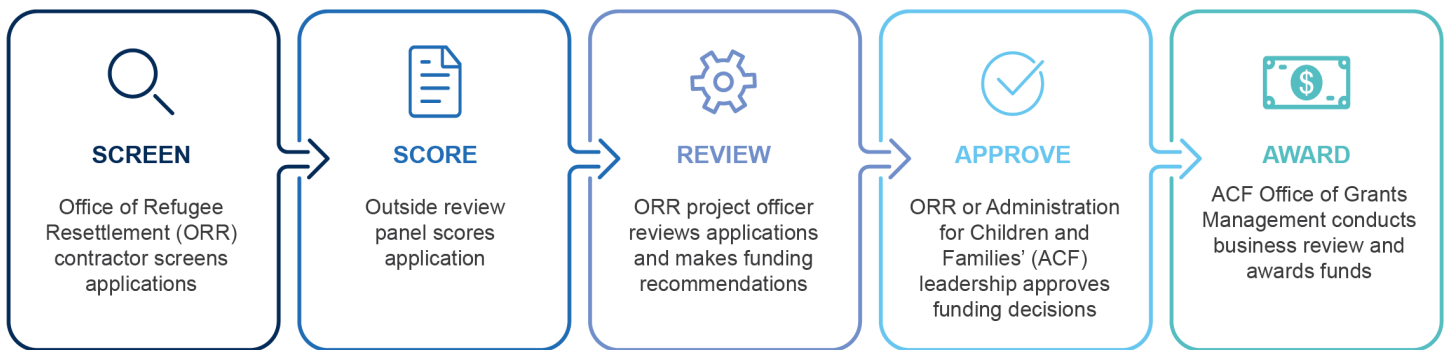 SCREEN
Office of Refugee
Resettlement (ORR)
contractor screens
applications
SCORE
Outside review
panel scores
application
REVIEW
ORR project officer
reviews applications
and makes funding
recommendations
APPROVE
ORR or Administration
for Children and
Families’ (ACF)
leadership approves
funding decisions
$
AWARD
ACF Office of Grants
Management conducts
business review and
awards funds